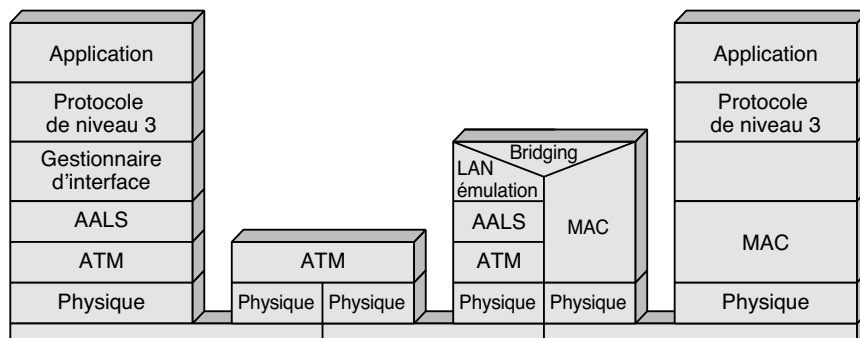 Application
Protocole
de niveau 3
Gestionnaire
d'interface
AALS
ATM
Physique
ATM
Physique
Physique
Bridging
LAN
émulation
AALS
ATM
Physique
MAC
Physique
Application
Protocole
de niveau 3
MAC
Physique